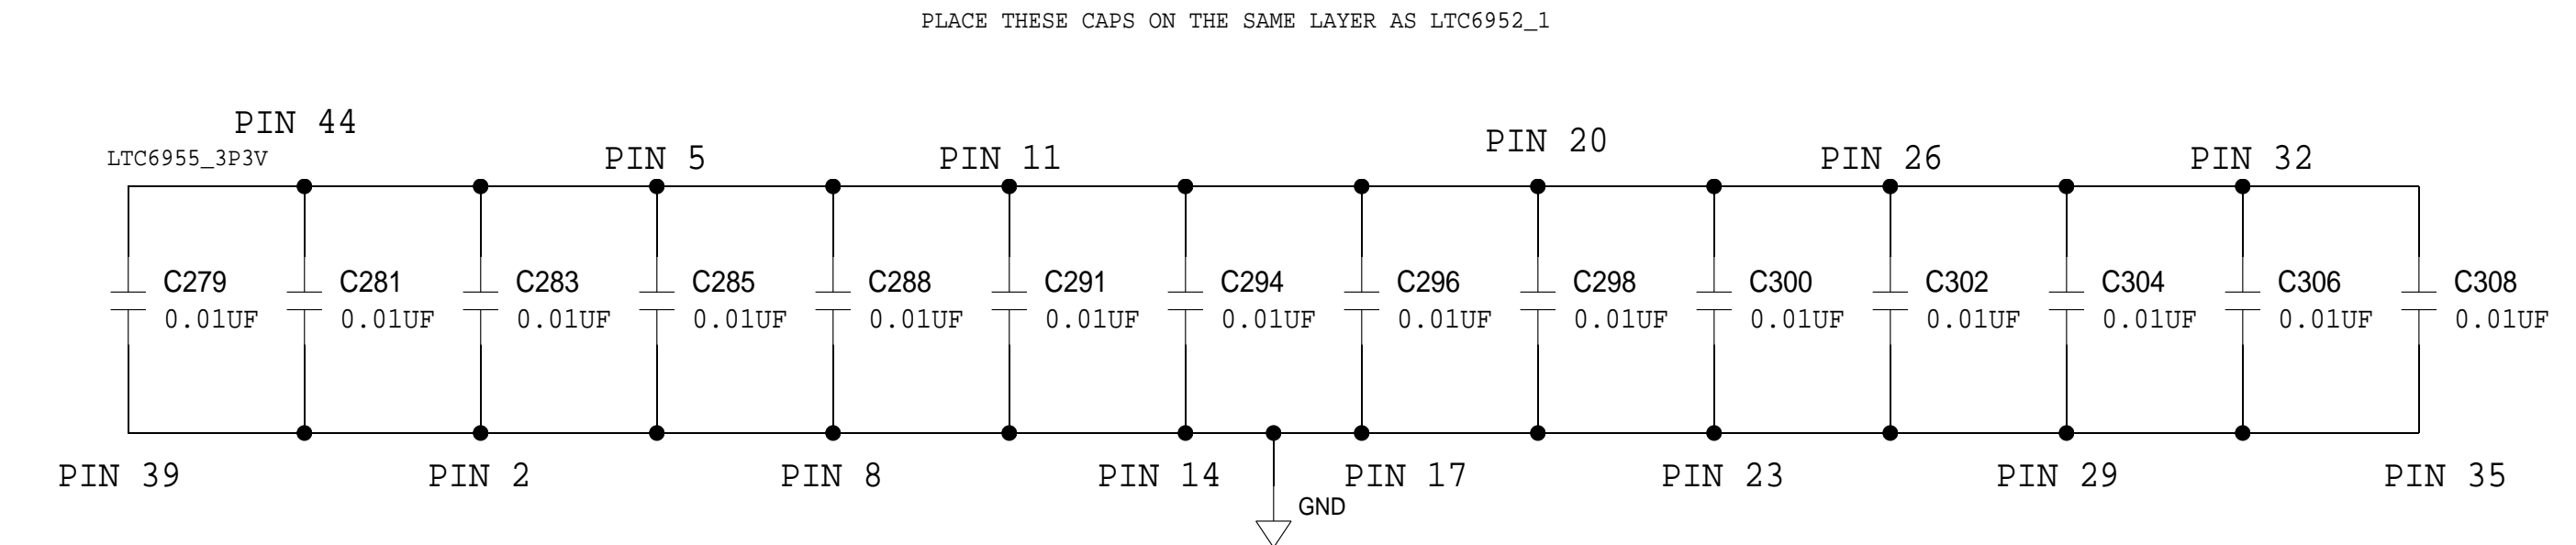 PLACE THESE CAPS ON THE SAME LAYER AS LTC6952_1
PIN 44
PIN 20
LTC6955_3P3V
PIN 5
PIN 11
PIN 26
PIN 32
C279
C281
C283
C285
C288
C291
C294
C296
C298
C300
C302
C304
C306
C308
0.01UF
0.01UF
0.01UF
0.01UF
0.01UF
0.01UF
0.01UF
0.01UF
0.01UF
0.01UF
0.01UF
0.01UF
0.01UF
0.01UF
PIN 39
PIN 2
PIN 8
PIN 14
PIN 17
PIN 23
PIN 29
PIN 35
GND